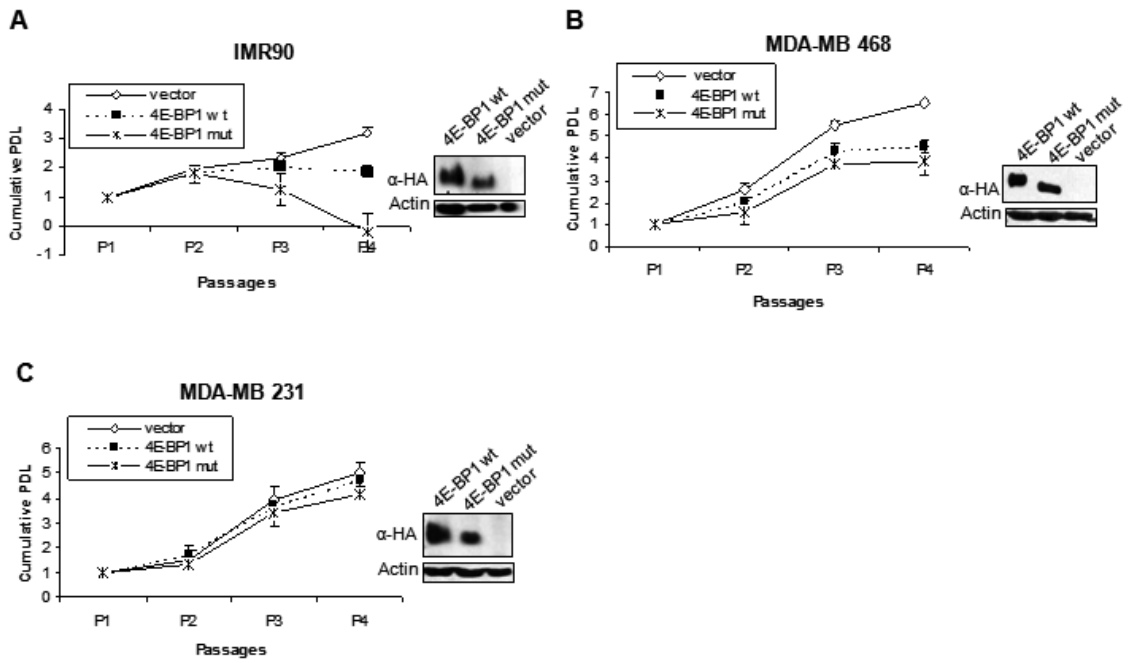 A
IMR90
vector
4E-BP1 wt
4E-BP1 mut
Cumulative PDL
4
3
2
1
0
-1
P1 P2 P3 P4
Passages
4E-BP1 wt
4E-BP1 mut
vector
α-HA
Actin
B
MDA-MB 468
vector
4E-BP1 wt
4E-BP1 mut
Cumulative PDL
7
6
5
4
3
2
1
0
P1 P2 P3 P4
Passages
4E-BP1 wt
4E-BP1 mut
vector
α-HA
Actin
C
MDA-MB 231
vector
4E-BP1 wt
4E-BP1 mut
Cumulative PDL
6
5
4
3
2
1
0
P1 P2 P3 P4
Passages
4E-BP1 wt
4E-BP1 mut
vector
α-HA
Actin